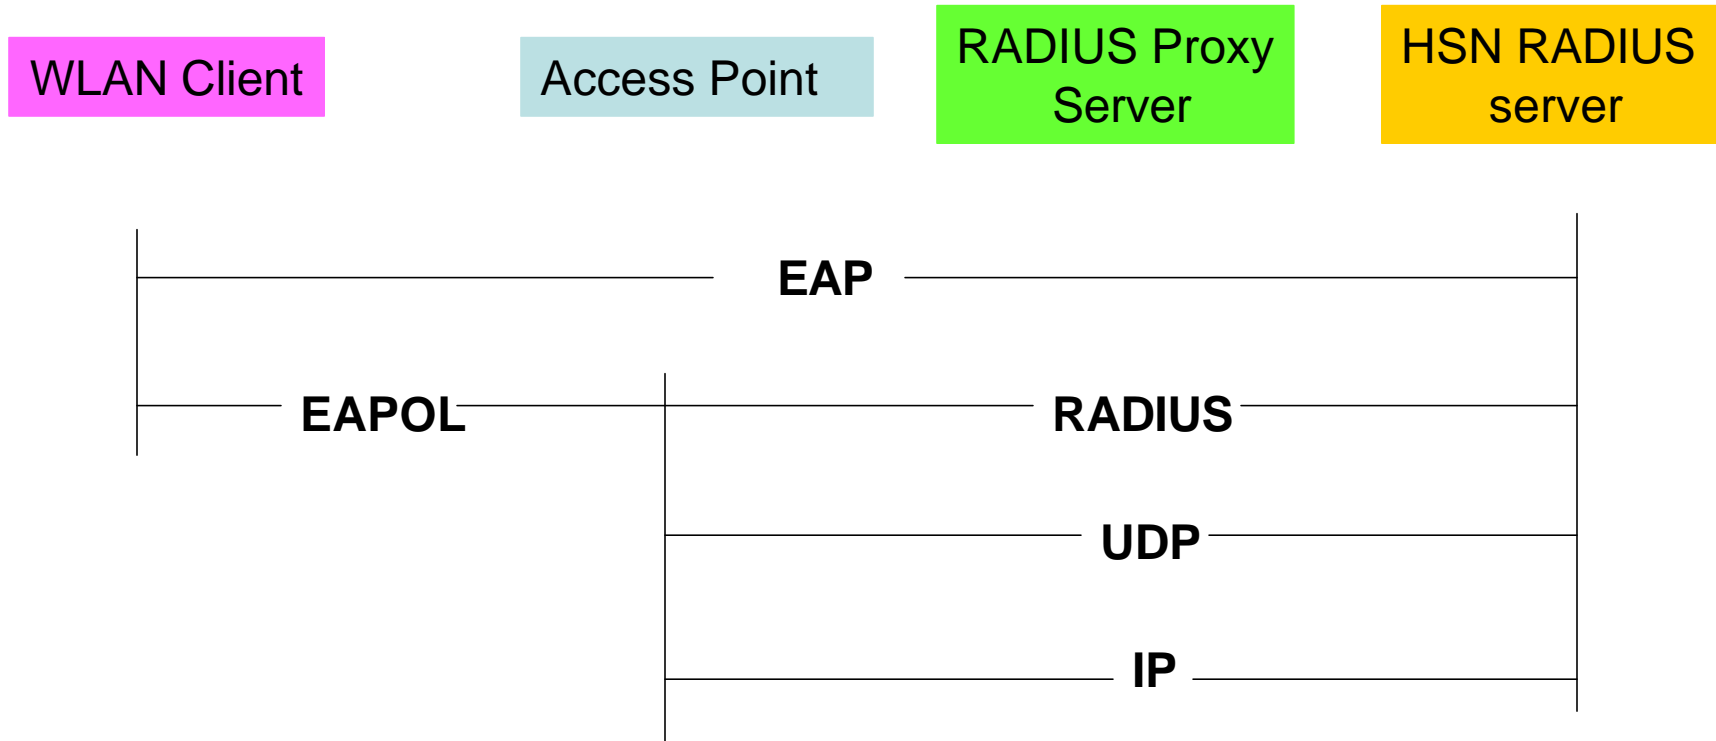 WLAN Client
Access Point
RADIUS Proxy
Server
HSN RADIUS
server
EAP
EAPOL
RADIUS
UDP
IP